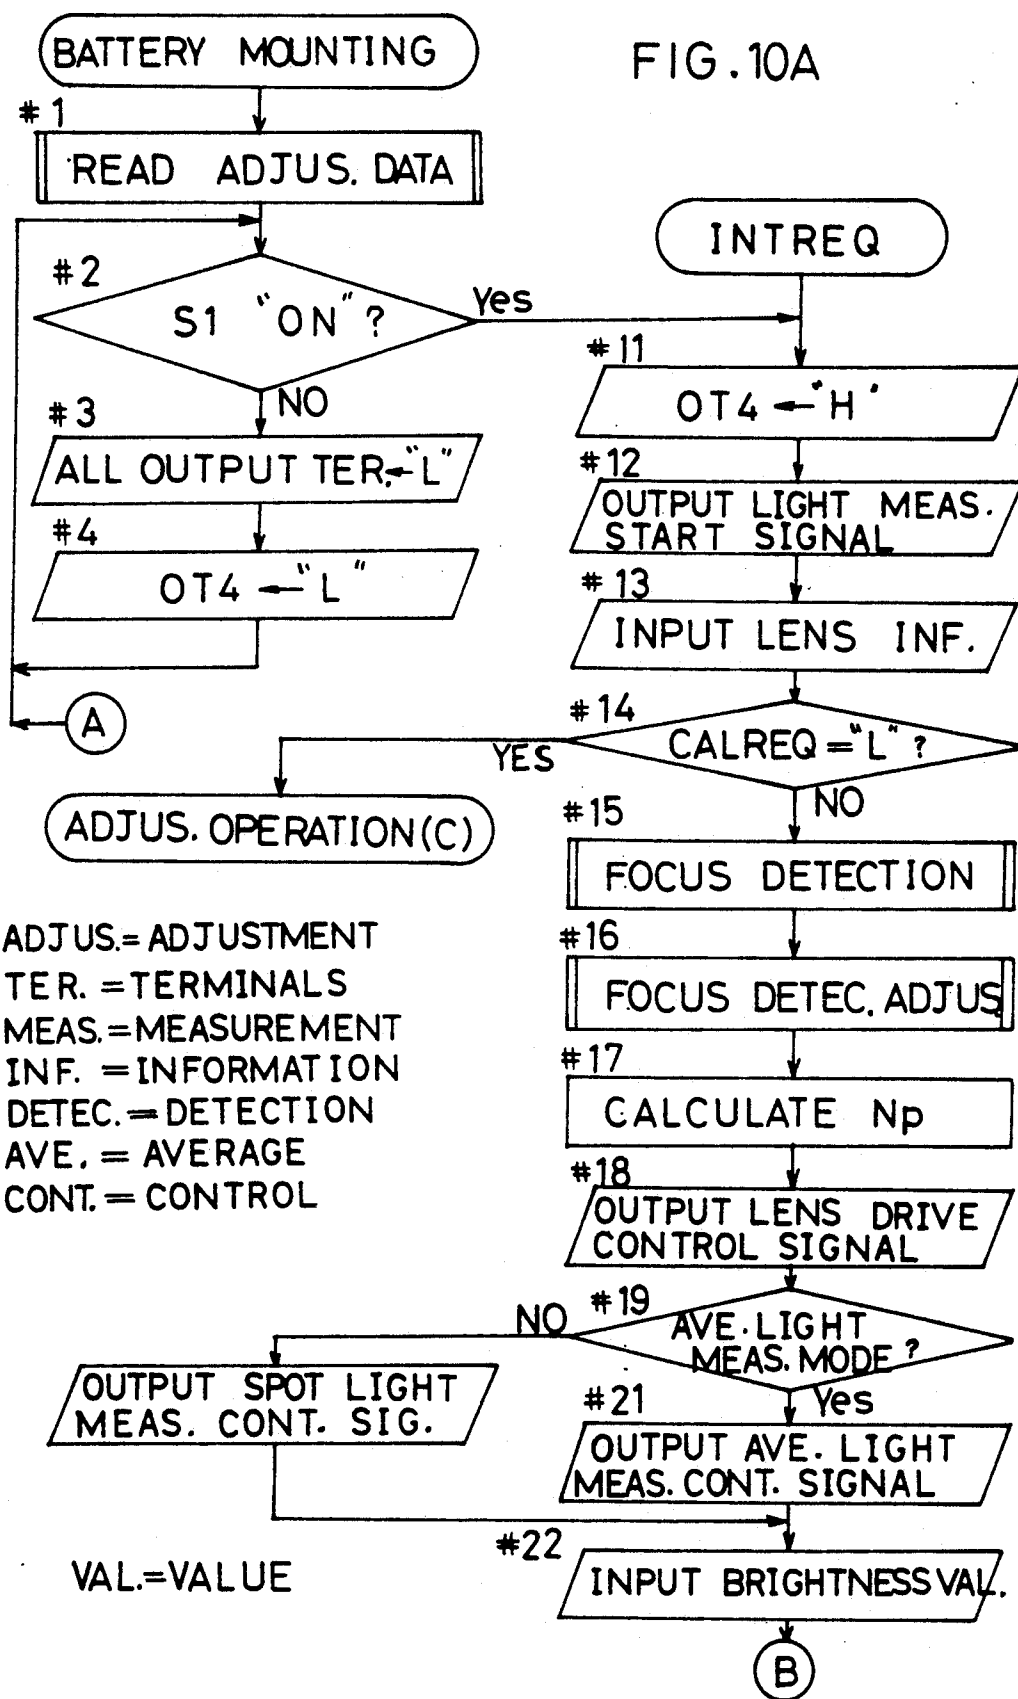 FIG.10A
BATTERY MOUNTING
#1
READ ADJUS. DATA
#2
S1 "ON"?
Yes
NO
#3
ALL OUTPUT TER.←"L"
#4
OT4 ←"L"
A
INTREQ
#11
OT4 ←"H"
#12
OUTPUT LIGHT MEAS.
START SIGNAL
#13
INPUT LENS INF.
#14
CALREQ="L"?
YES
NO
ADJUS. OPERATION(C)
#15
FOCUS DETECTION
#16
FOCUS DETEC. ADJUS
#17
CALCULATE Np
#18
OUTPUT LENS DRIVE
CONTROL SIGNAL
#19
AVE. LIGHT
MEAS. MODE?
NO
Yes
OUTPUT SPOT LIGHT
MEAS. CONT. SIG.
#21
OUTPUT AVE. LIGHT
MEAS. CONT. SIGNAL
#22
INPUT BRIGHTNESS VAL.
B
ADJUS.=ADJUSTMENT
TER.=TERMINALS
MEAS.=MEASUREMENT
INF.=INFORMATION
DETEC.=DETECTION
AVE.=AVERAGE
CONT.=CONTROL
VAL.=VALUE